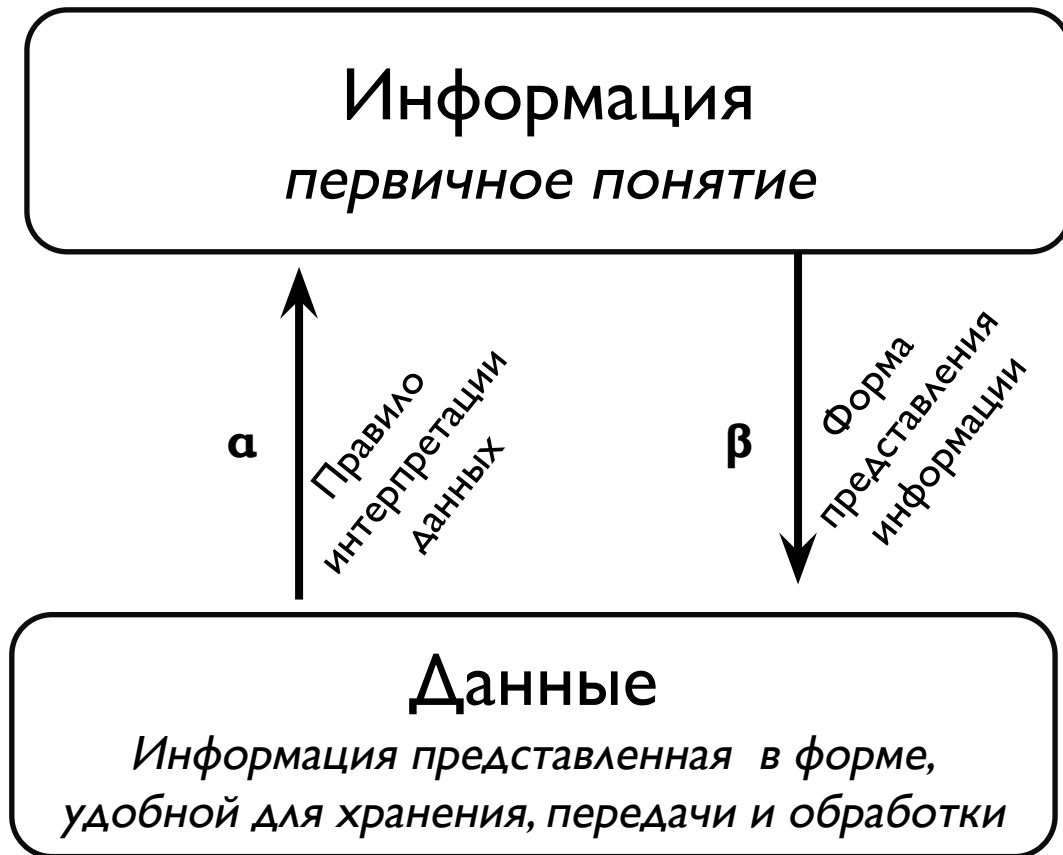 Информация
первичное понятие
α
Правило
интерпретации
данных
β
Форма
представления
информации
Данные
Информация представленная в форме,
удобной для хранения, передачи и обработки